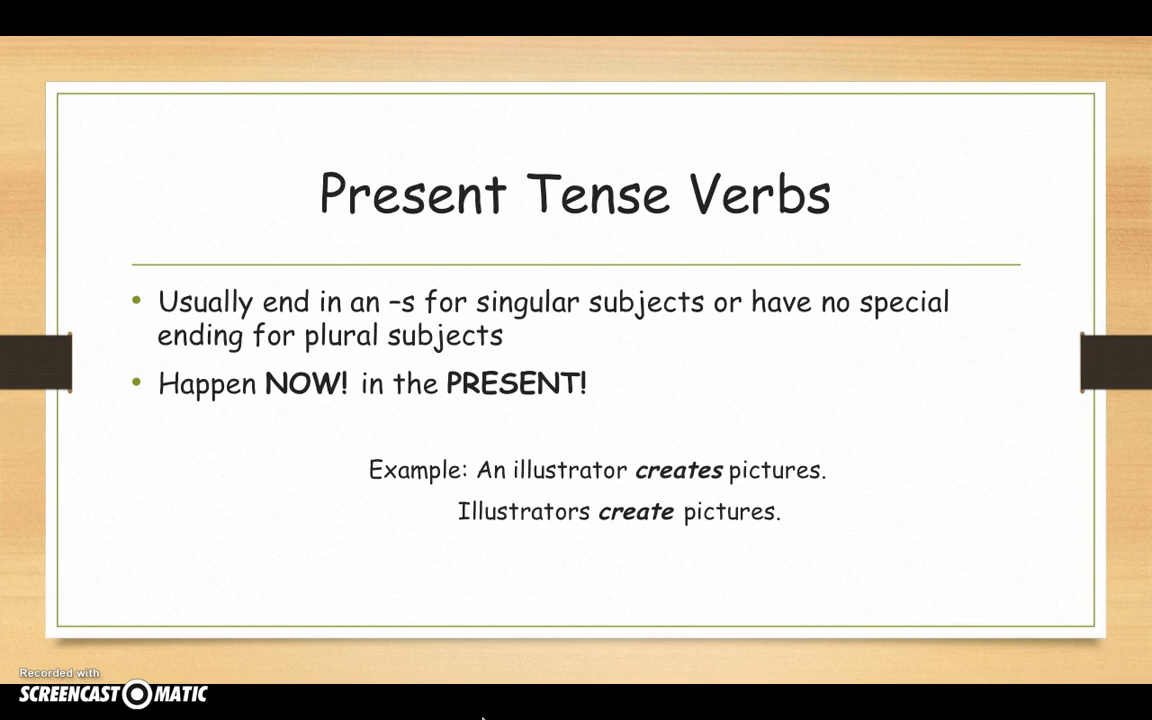 Present Tense Verbs
• Usually end in an –s for singular subjects or have no special
ending for plural subjects
• Happen NOW! in the PRESENT!
Example: An illustrator creates pictures.
Illustrators create pictures.
Recorded with
SCREENCAST MATIC